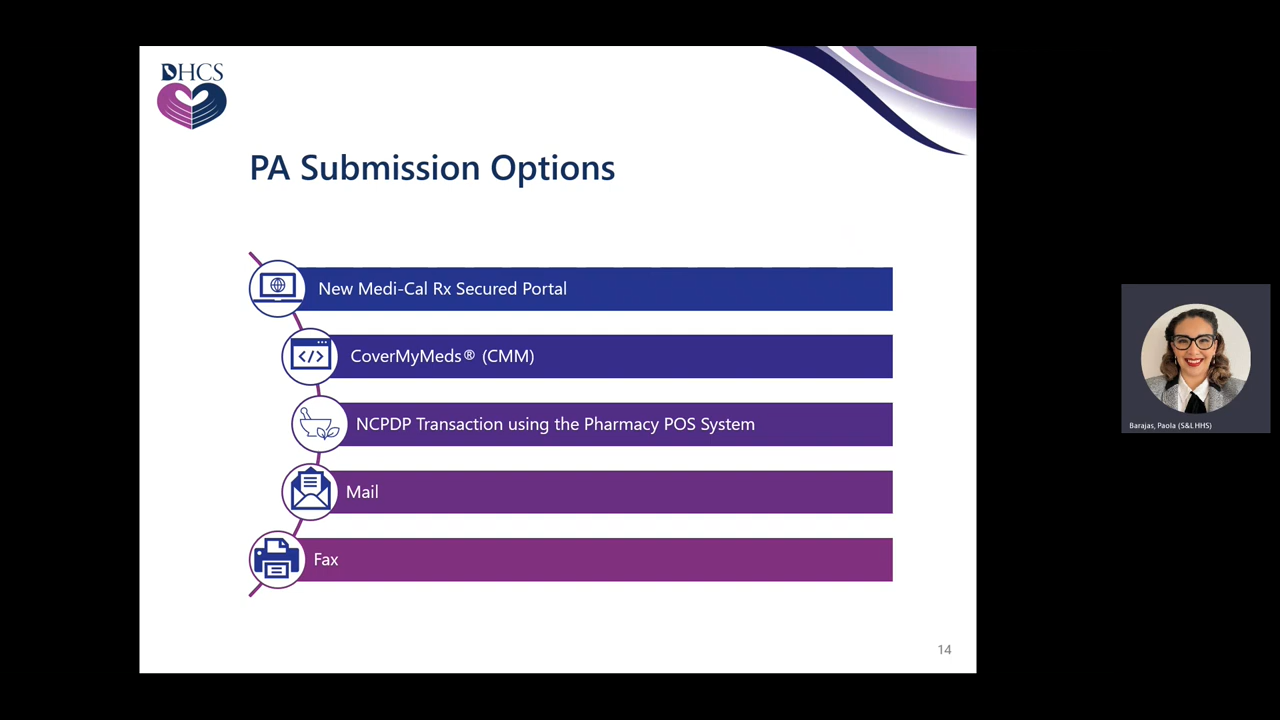 DHCS
PA Submission Options
New Medi-Cal Rx Secured Portal
</>
CoverMyMeds® (CMM)
NCPDP Transaction using the Pharmacy POS System
Mail
Fax
14
Barajas, Paola (S&L HHS)